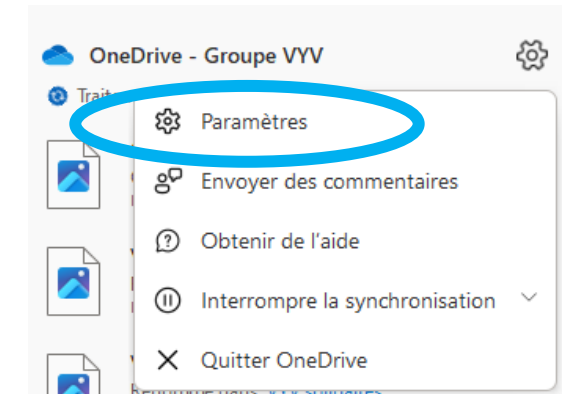 OneDrive - Groupe VYV
Paramètres
Envoyer des commentaires
Obtenir de l'aide
Interrompre la synchronisation
Quitter OneDrive